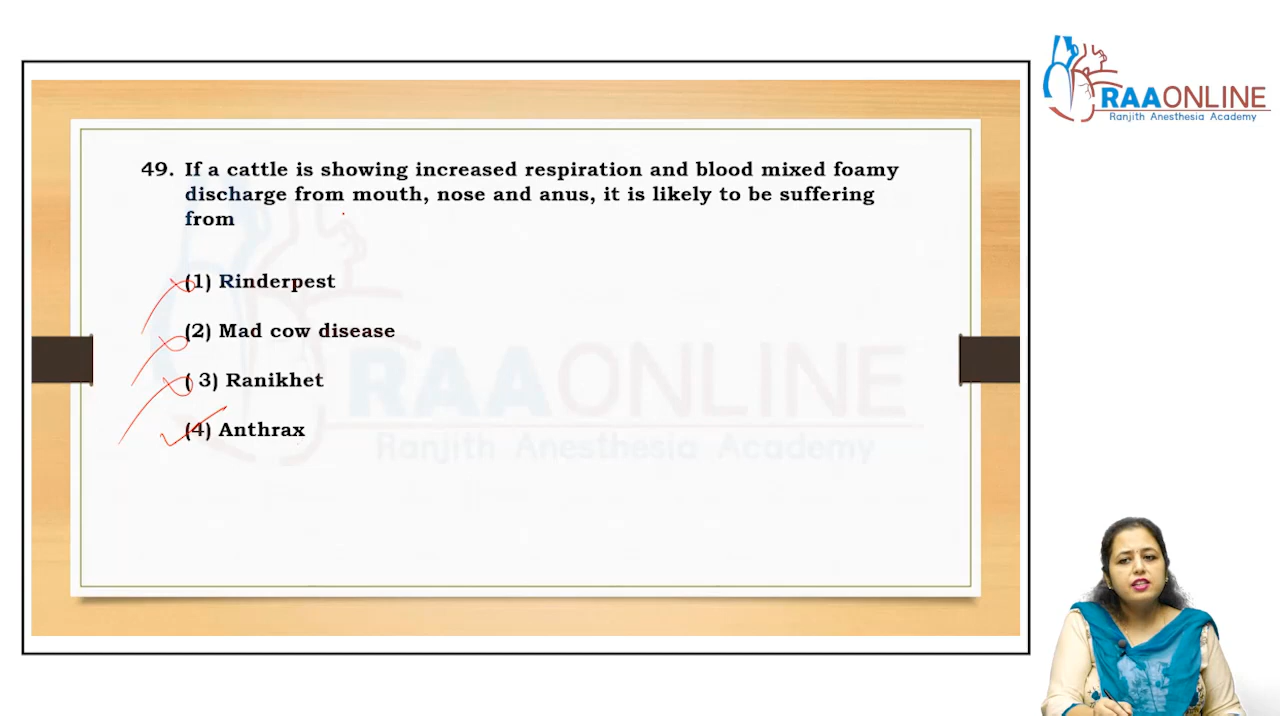 RAAONLINE
Ranjith Anesthesia Academy
49. If a cattle is showing increased respiration and blood mixed foamy
discharge from mouth, nose and anus, it is likely to be suffering
from
(1) Rinderpest
(2) Mad cow disease
( 3) Ranikhet
(4) Anthrax
RAAONLINE
Ranjith Anesthesia Academy